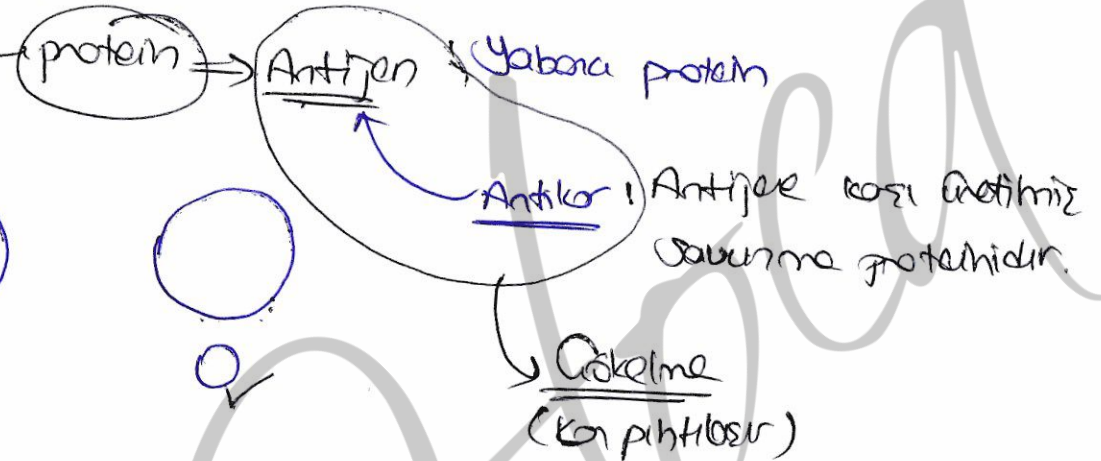 protein ⇒ Antijen : Yabancı protein
Antikor : Antijene karşı üretilmiş
savunma proteinidir.
Çökelme
(Kan pıhtılaşır)